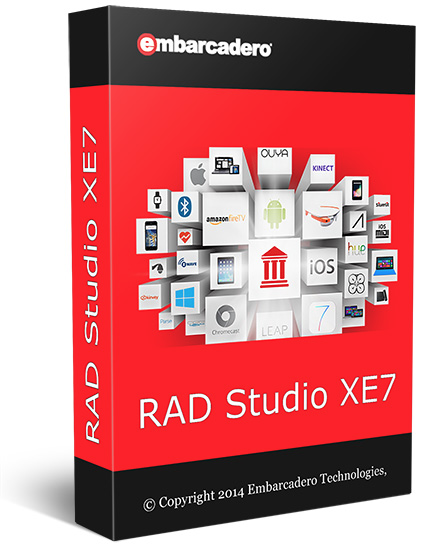 embarcadero
RAD Studio XE7
OUYA
KINECT
amazon fireTV
iOS
hue
iOS
Chromecast
LEAP
7
RAD Studio XE7
© Copyright 2014 Embarcadero Technologies,